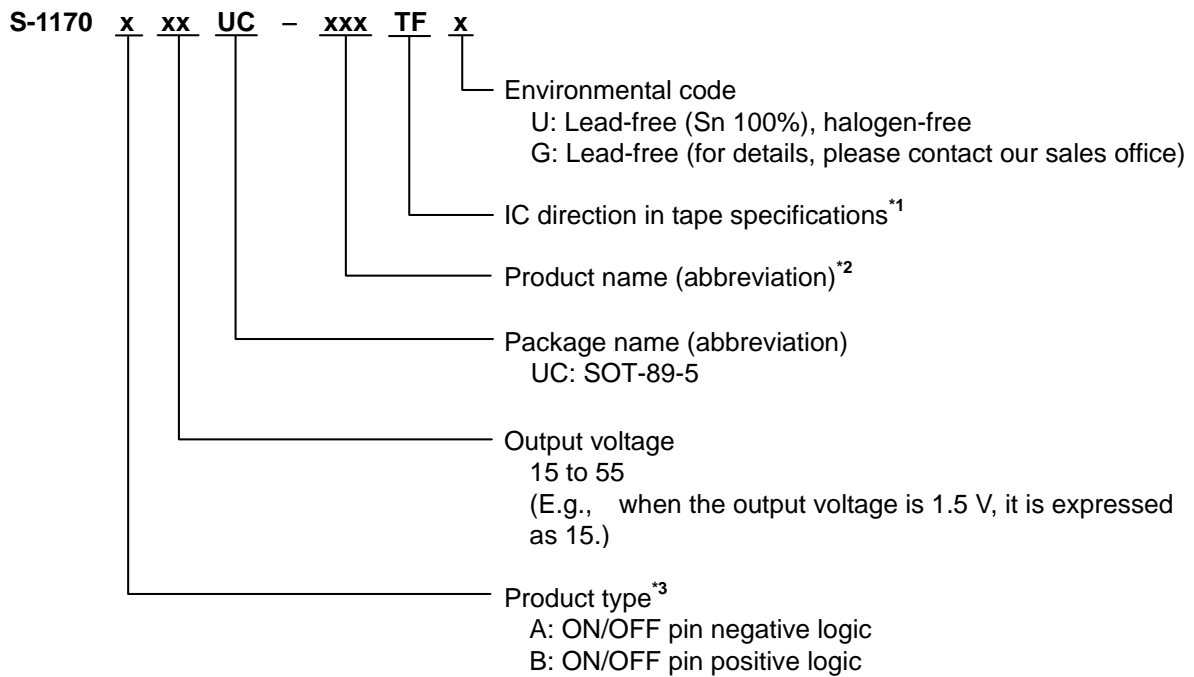 S-1170 x xx UC – xxx TF x
Environmental code
U: Lead-free (Sn 100%), halogen-free
G: Lead-free (for details, please contact our sales office)
IC direction in tape specifications*1
Product name (abbreviation)*2
Package name (abbreviation)
UC: SOT-89-5
Output voltage
15 to 55
(E.g., when the output voltage is 1.5 V, it is expressed
as 15.)
Product type*3
A: ON/OFF pin negative logic
B: ON/OFF pin positive logic